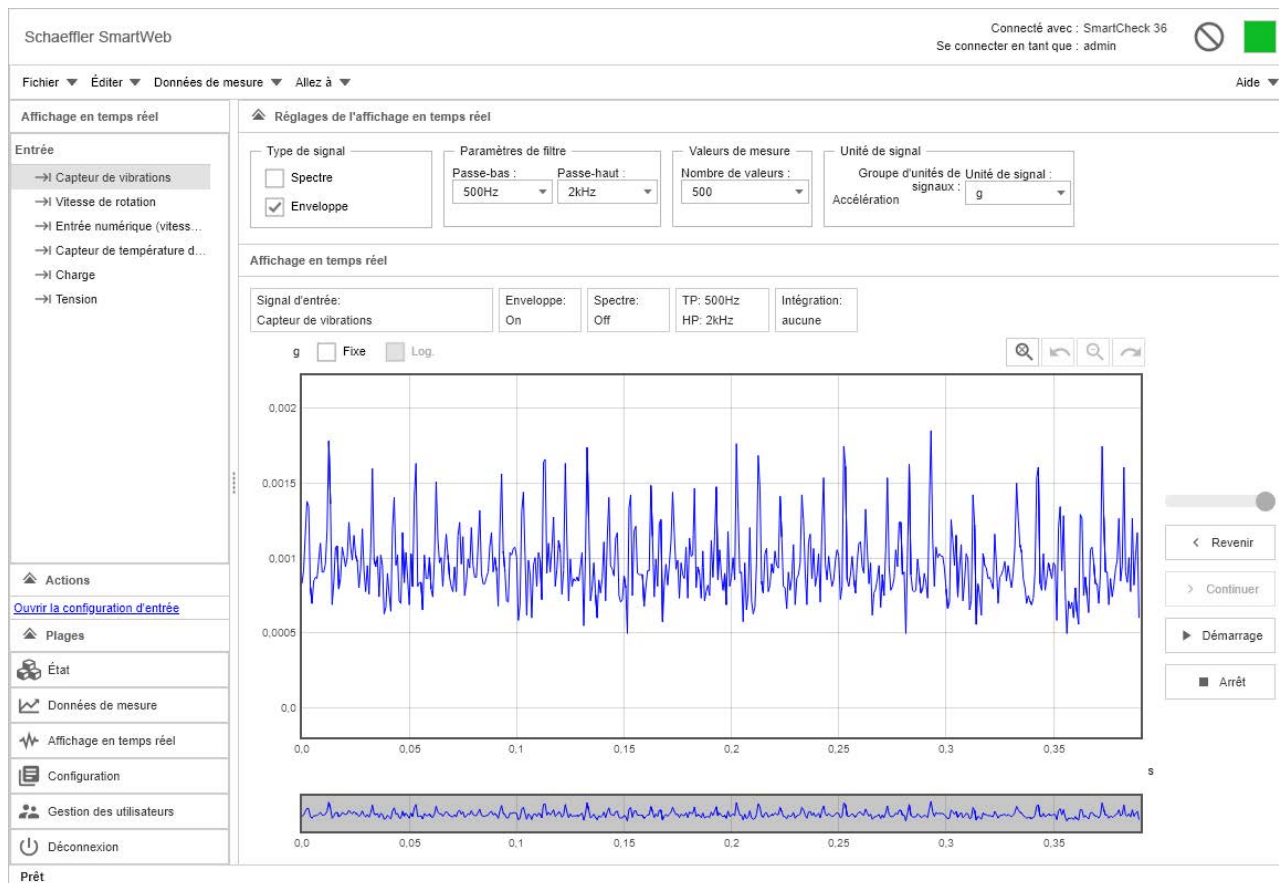 Schaeffler SmartWeb
Connecté avec : SmartCheck 36
Se connecter en tant que : admin
Fichier Éditer Données de mesure Allez à Aide
Affichage en temps réel
Entrée
Capteur de vibrations
Vitesse de rotation
Entrée numérique (vitess...
Capteur de température d...
Charge
Tension
Actions
Ouvrir la configuration d'entrée
Plages
État
Données de mesure
Affichage en temps réel
Configuration
Gestion des utilisateurs
Déconnexion
Prêt
Réglages de l'affichage en temps réel
Type de signal
Spectre
Enveloppe
Paramètres de filtre
Passe-bas : Passe-haut :
500Hz 2kHz
Valeurs de mesure
Nombre de valeurs :
500
Unité de signal
Groupe d'unités de signaux :
Accélération
Unité de signal :
g
Affichage en temps réel
Signal d'entrée:
Capteur de vibrations
Enveloppe:
On
Spectre:
Off
TP: 500Hz
HP: 2kHz
Intégration:
aucune
g Fixe Log.
0,002
0,0015
0,001
0,0005
0,0
0,0 0,05 0,1 0,15 0,2 0,25 0,3 0,35
s
0,0 0,05 0,1 0,15 0,2 0,25 0,3 0,35
Revenir
Continuer
Démarrage
Arrêt